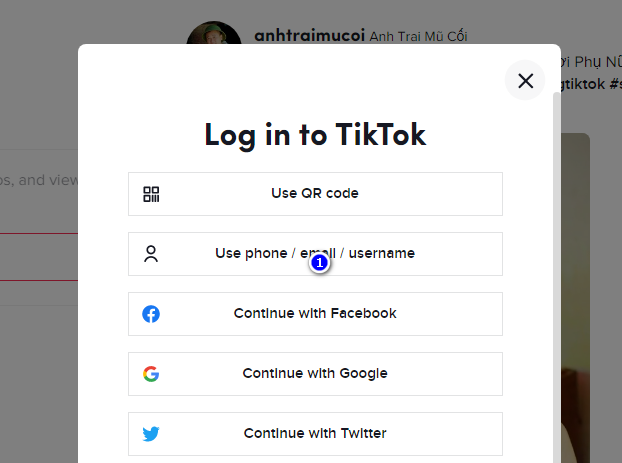 anhtraimucoi Anh Trai Mũ Cối
ời Phụ Nữ
gtiktok #s
os, and view
Log in to TikTok
Use QR code
Use phone / email / username
1
Continue with Facebook
Continue with Google
Continue with Twitter